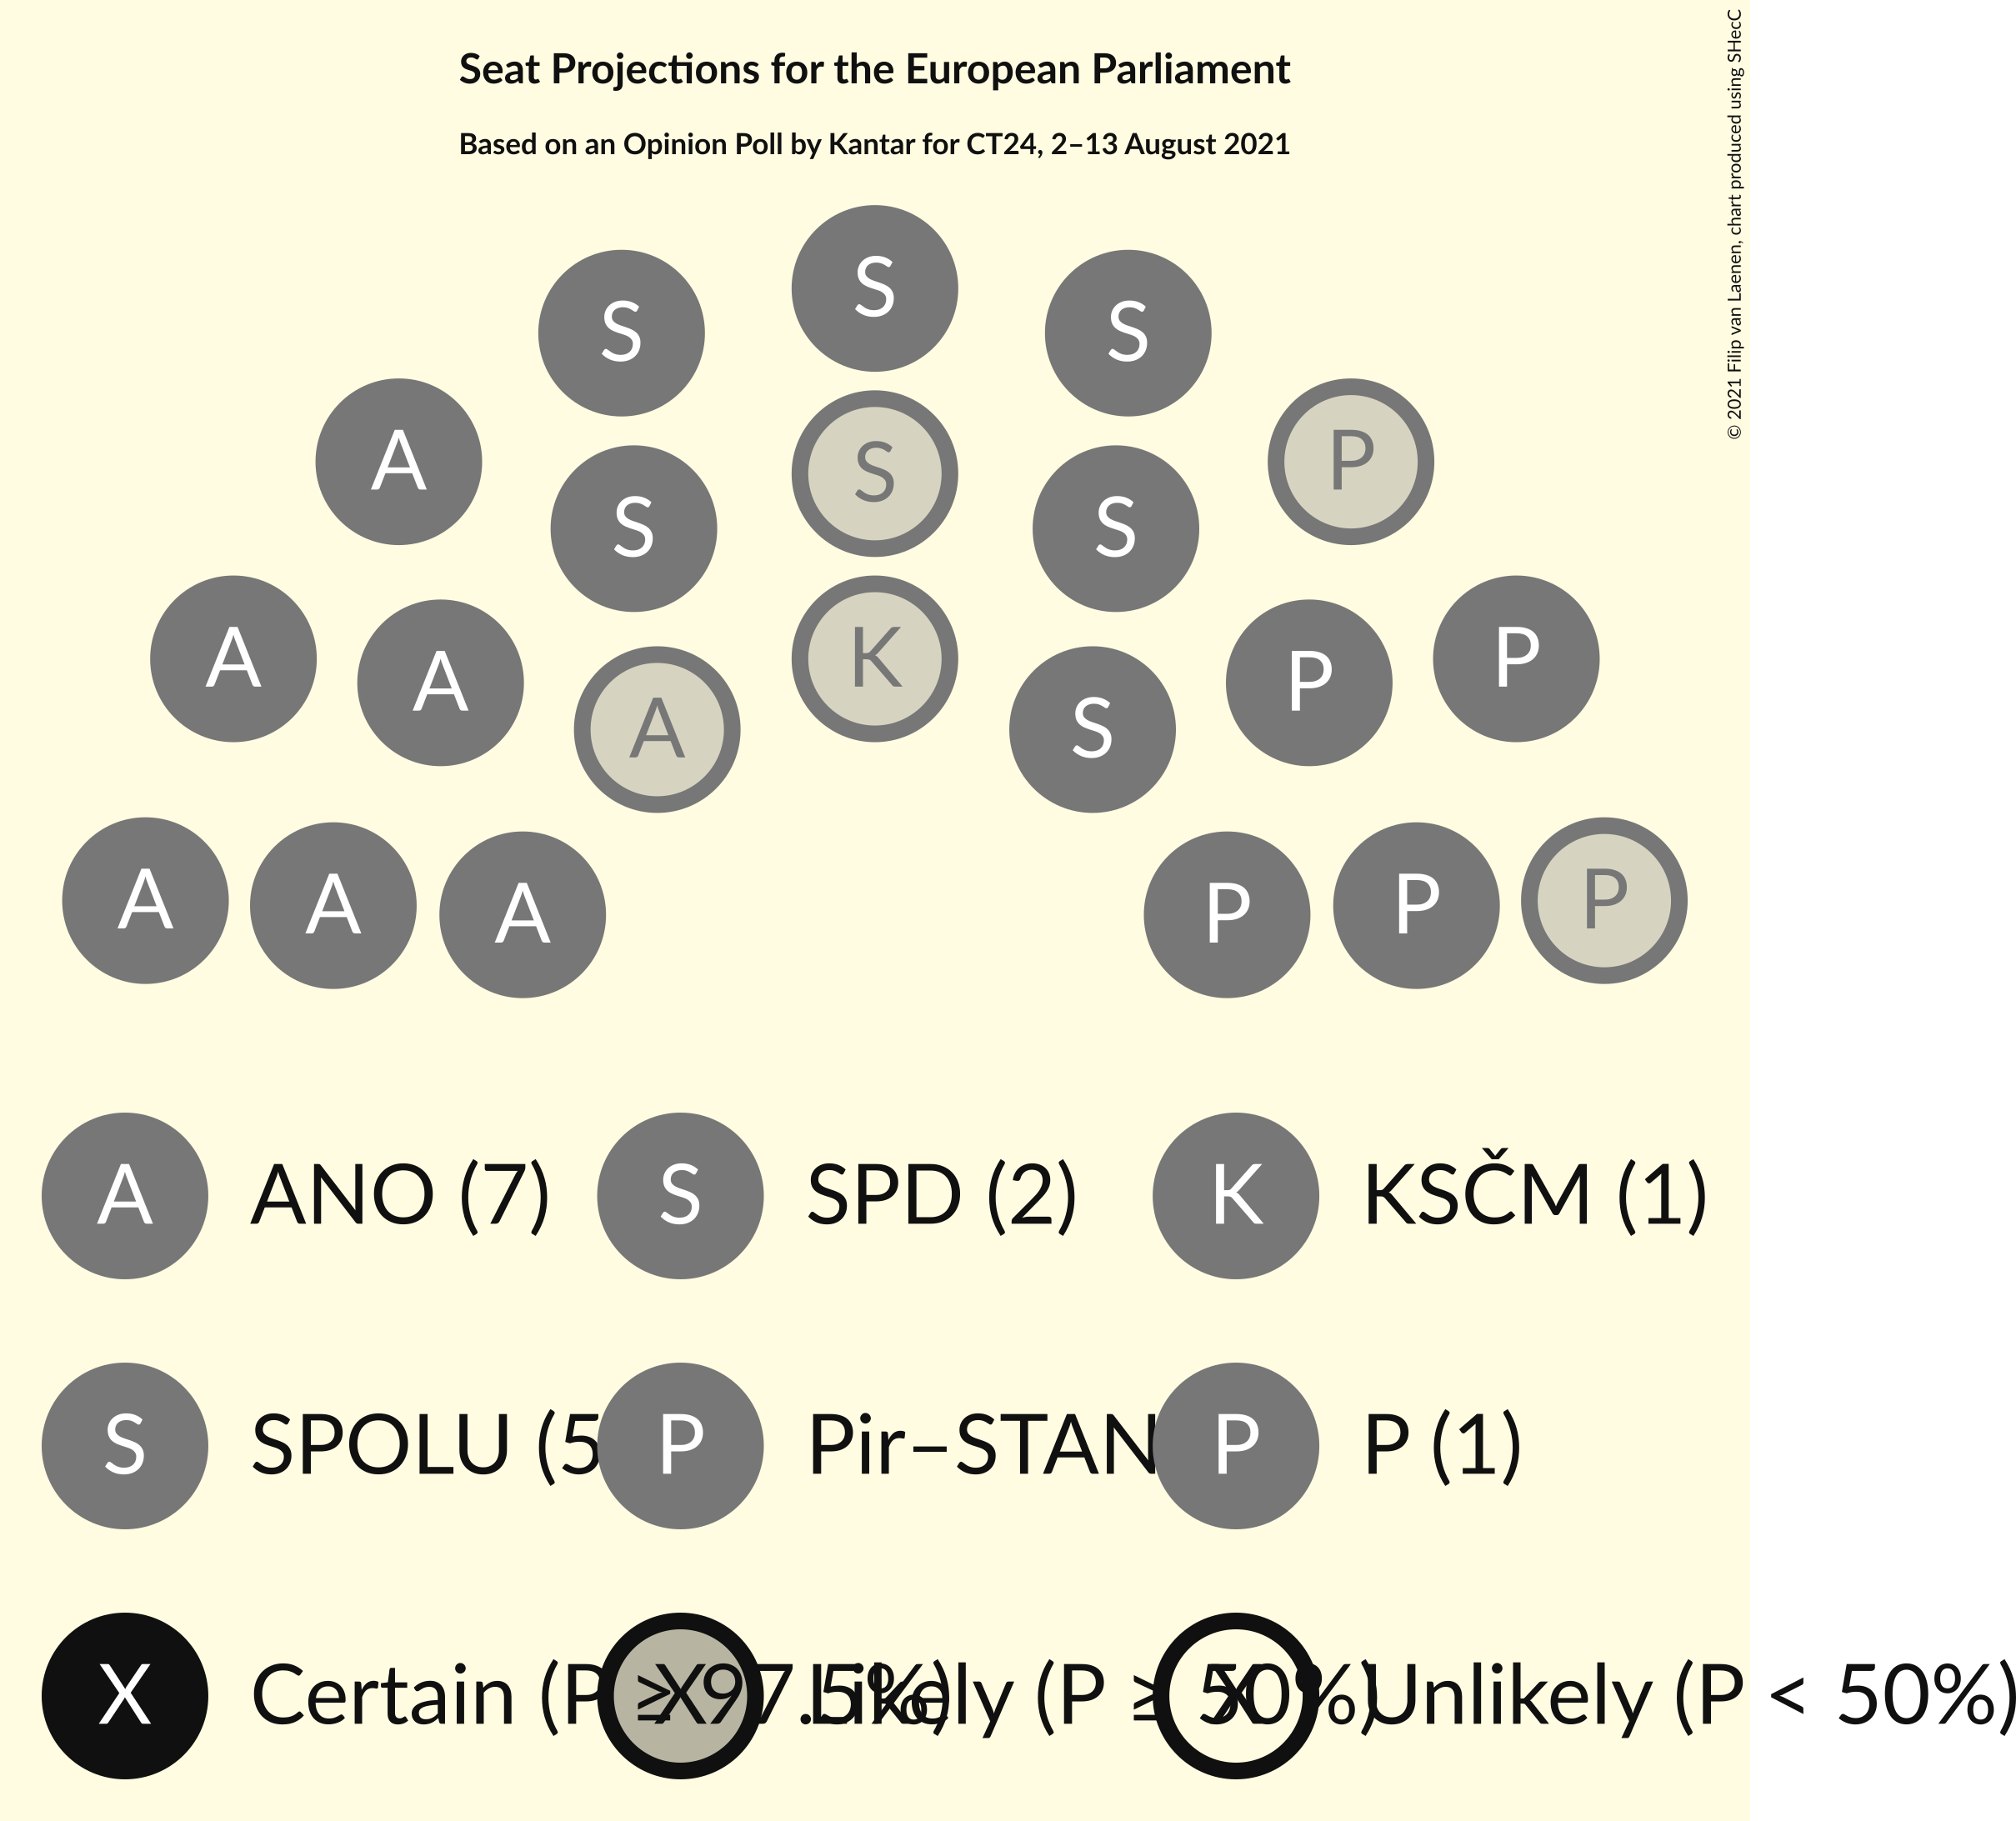 Seat Projections for the European Parliament
Based on an Opinion Poll by Kantar for CT24, 2–13 August 2021
© 2021 Filip van Laenen, chart produced using SHecC
S
S S
A S P
S S
A K P
A P
A S
A A A P P P
A ANO (7) S SPD (2) K KSČM (1)
S SPOLU (5 P Pir–STAN P P (1)
X Certain (P ≥ 97.5%) X Likely (P ≥ 50%) X Unlikely (P < 50%)